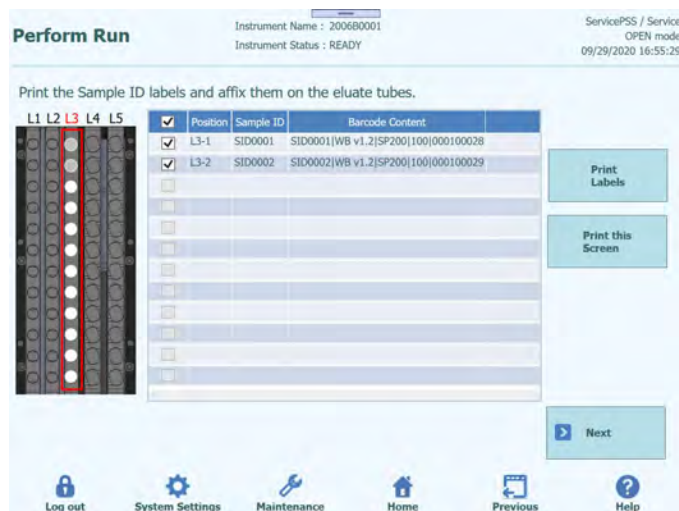 Perform Run
Instrument Name : 2006B0001
Instrument Status : READY
ServicePSS / Service
OPEN mode
09/29/2020 16:55:29
Print the Sample ID labels and affix them on the eluate tubes.
L1 L2 L3 L4 L5
Position Sample ID Barcode Content
L3-1 SID0001 SID0001|WB v1.2|SP200|100|000100028
L3-2 SID0002 SID0002|WB v1.2|SP200|100|000100029
Print
Labels
Print this
Screen
Next
Log out System Settings Maintenance Home Previous Help